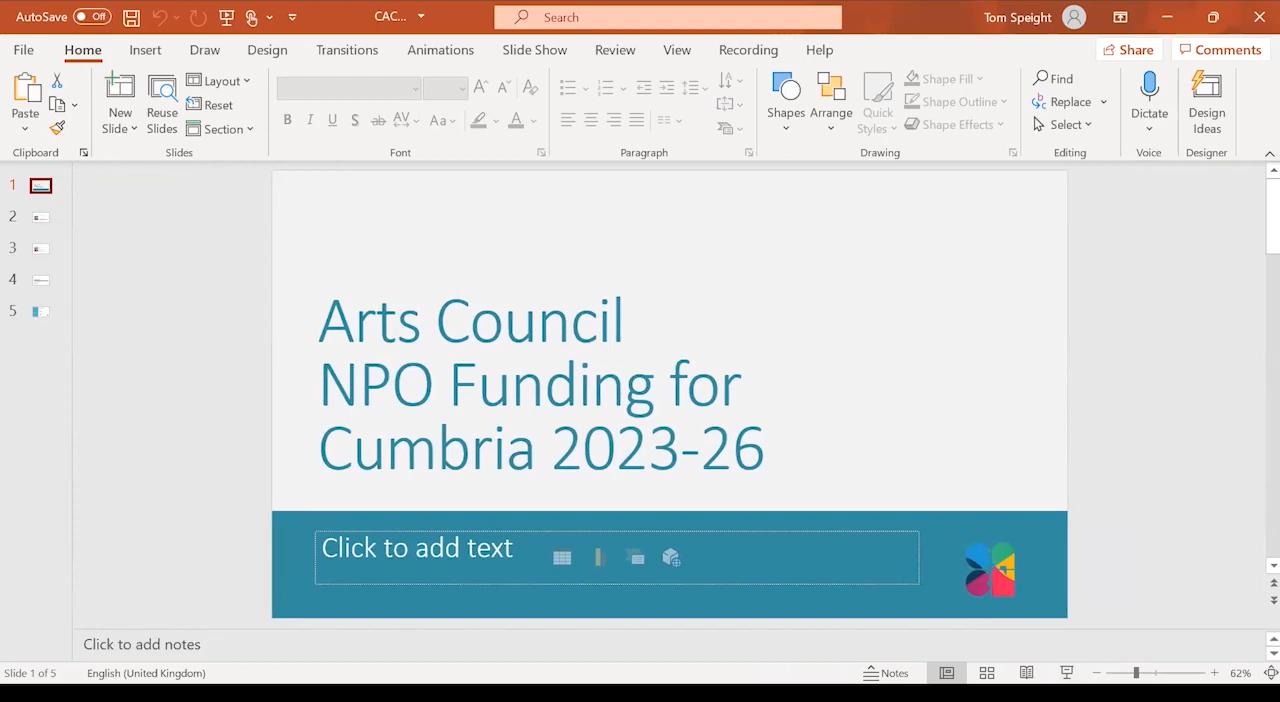 AutoSave Off CAC... Search Tom Speight
File Home Insert Draw Design Transitions Animations Slide Show Review View Recording Help Share Comments
Paste New Slide Reuse Slides Layout Reset Section B I U S ab AV Aa A Shapes Arrange Quick Styles Shape Fill Shape Outline Shape Effects Find Replace Select Dictate Design Ideas
Clipboard Slides Font Paragraph Drawing Editing Voice Designer
1
2
3
4
5
Arts Council
NPO Funding for
Cumbria 2023-26
Click to add text
Click to add notes
Slide 1 of 5 English (United Kingdom) Notes 62%